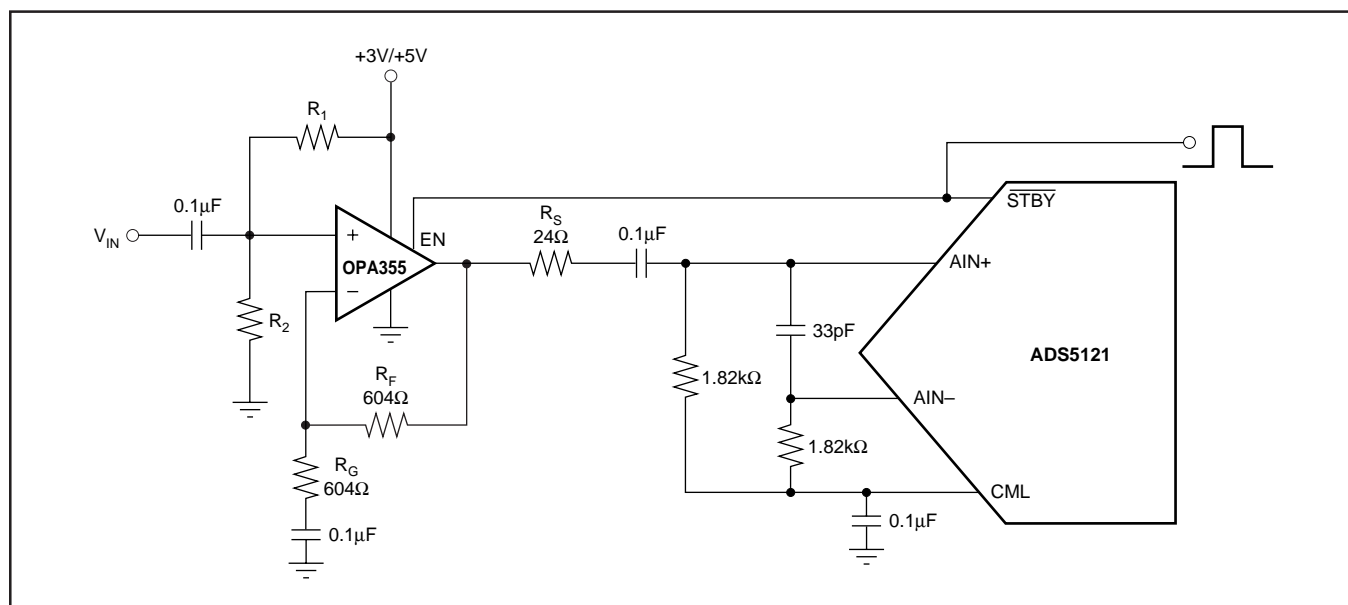 +3V/+5V
R1
0.1μF
VIN
+
EN
OPA355
–
R2
RF
604Ω
RG
604Ω
0.1μF
RS
24Ω
0.1μF
33pF
1.82kΩ
1.82kΩ
0.1μF
STBY
AIN+
ADS5121
AIN–
CML